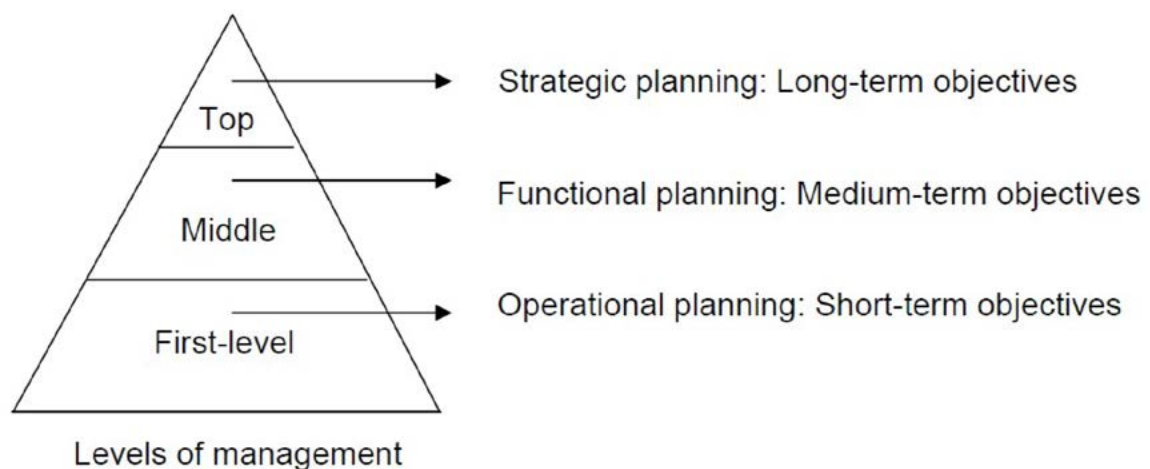 Strategic planning: Long-term objectives
Top
Functional planning: Medium-term objectives
Middle
Operational planning: Short-term objectives
First-level
Levels of management